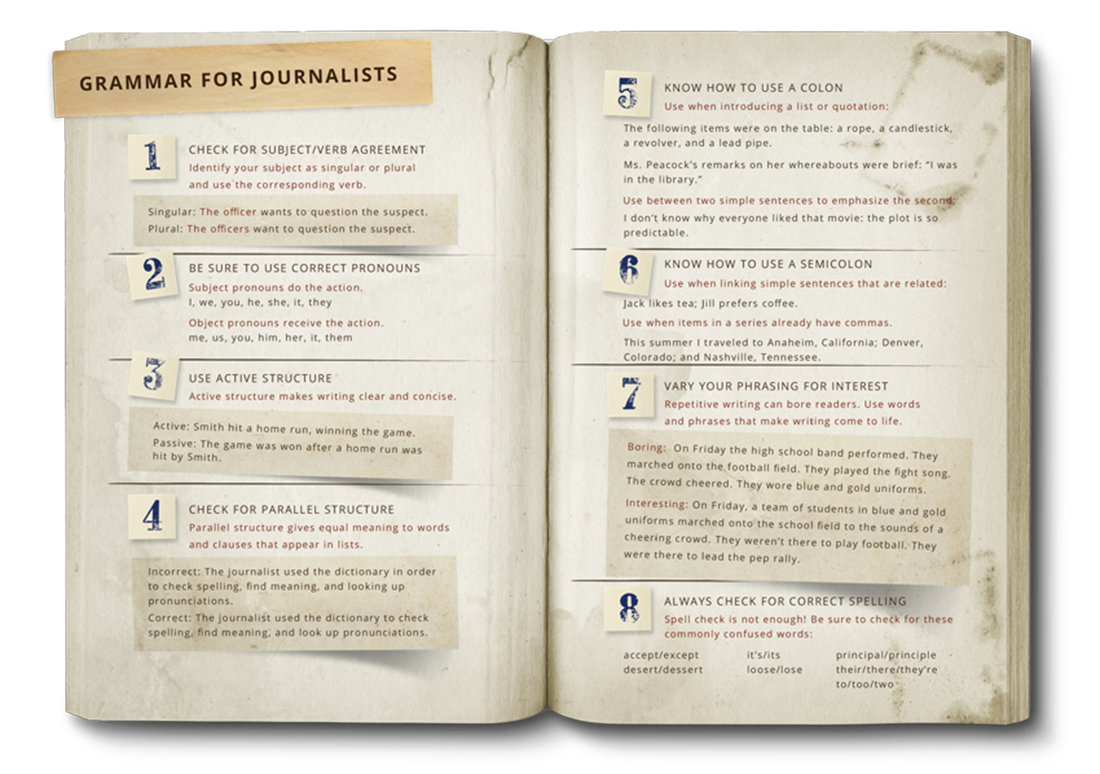 GRAMMAR FOR JOURNALISTS
1
CHECK FOR SUBJECT/VERB AGREEMENT
Identify your subject as singular or plural
and use the corresponding verb.
Singular: The officer wants to question the suspect.
Plural: The officers want to question the suspect.
2
BE SURE TO USE CORRECT PRONOUNS
Subject pronouns do the action.
I, we, you, he, she, it, they
Object pronouns receive the action.
me, us, you, him, her, it, them
3
USE ACTIVE STRUCTURE
Active structure makes writing clear and concise.
Active: Smith hit a home run, winning the game.
Passive: The game was won after a home run was
hit by Smith.
4
CHECK FOR PARALLEL STRUCTURE
Parallel structure gives equal meaning to words
and clauses that appear in lists.
Incorrect: The journalist used the dictionary in order
to check spelling, find meaning, and looking up
pronunciations.
Correct: The journalist used the dictionary to check
spelling, find meaning, and look up pronunciations.
5
KNOW HOW TO USE A COLON
Use when introducing a list or quotation:
The following items were on the table: a rope, a candlestick,
a revolver, and a lead pipe.
Ms. Peacock's remarks on her whereabouts were brief: “I was
in the library.”
Use between two simple sentences to emphasize the second:
I don't know why everyone liked that movie: the plot is so
predictable.
6
KNOW HOW TO USE A SEMICOLON
Use when linking simple sentences that are related:
Jack likes tea; Jill prefers coffee.
Use when items in a series already have commas.
This summer I traveled to Anaheim, California; Denver,
Colorado; and Nashville, Tennessee.
7
VARY YOUR PHRASING FOR INTEREST
Repetitive writing can bore readers. Use words
and phrases that make writing come to life.
Boring: On Friday the high school band performed. They
marched onto the football field. They played the fight song.
The crowd cheered. They wore blue and gold uniforms.
Interesting: On Friday, a team of students in blue and gold
uniforms marched onto the school field to the sounds of a
cheering crowd. They weren't there to play football. They
were there to lead the pep rally.
8
ALWAYS CHECK FOR CORRECT SPELLING
Spell check is not enough! Be sure to check for these
commonly confused words:
accept/except it's/its principal/principle
desert/dessert loose/lose their/there/they're
to/too/two